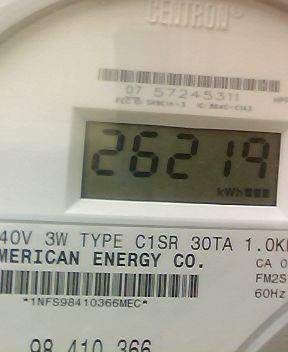 CENTRON®
07 57245311
26219
kWh
40V 3W TYPE C1SR 30TA 1.0K
MERICAN ENERGY CO.
CA 0
FM2S
60Hz
*1NFS98410366MEC*
98 410 366